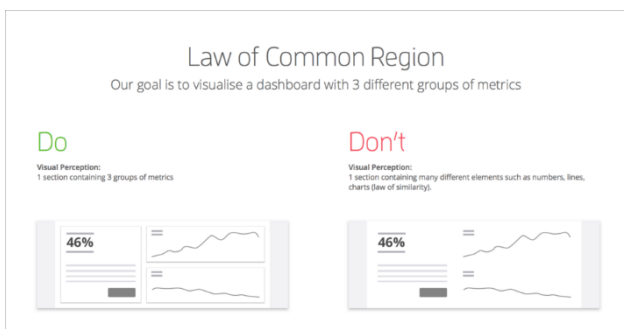 Law of Common Region
Our goal is to visualise a dashboard with 3 different groups of metrics
Do
Visual Perception:
1 section containing 3 groups of metrics
46%
Don't
Visual Perception:
1 section containing many different elements such as numbers, lines,
charts (law of similarity).
46%